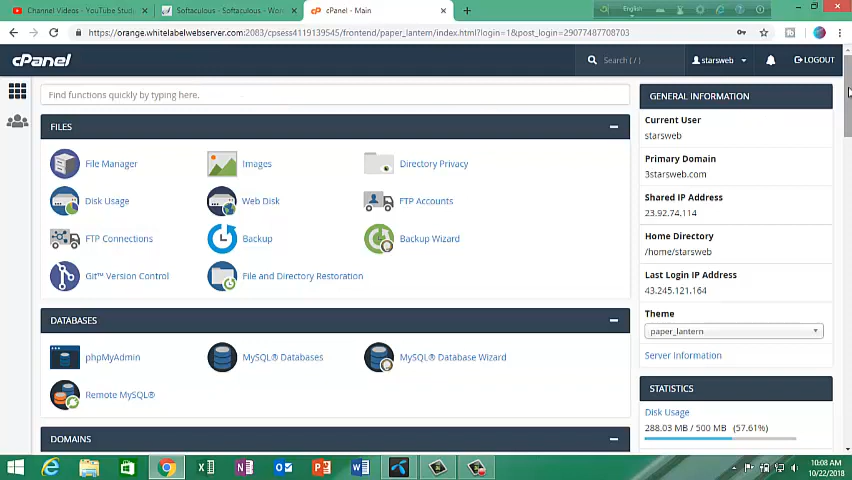 Channel Videos - YouTube Stud
Softaculous - Softaculous - Wor
cPanel - Main
English
https://orange.whitelabelwebserver.com:2083/cpsess4119139545/frontend/paper_lantern/index.html?login=1&post_login=29077487708703
cPanel
Search ( / )
starsweb
LOGOUT
Find functions quickly by typing here.
FILES
File Manager
Images
Directory Privacy
Disk Usage
Web Disk
FTP Accounts
FTP Connections
Backup
Backup Wizard
Git™ Version Control
File and Directory Restoration
DATABASES
phpMyAdmin
MySQL® Databases
MySQL® Database Wizard
Remote MySQL®
DOMAINS
GENERAL INFORMATION
Current User
starsweb
Primary Domain
3starsweb.com
Shared IP Address
23.92.74.114
Home Directory
/home/starsweb
Last Login IP Address
43.245.121.164
Theme
paper_lantern
Server Information
STATISTICS
Disk Usage
288.03 MB / 500 MB (57.61%)
10:08 AM
10/22/2018